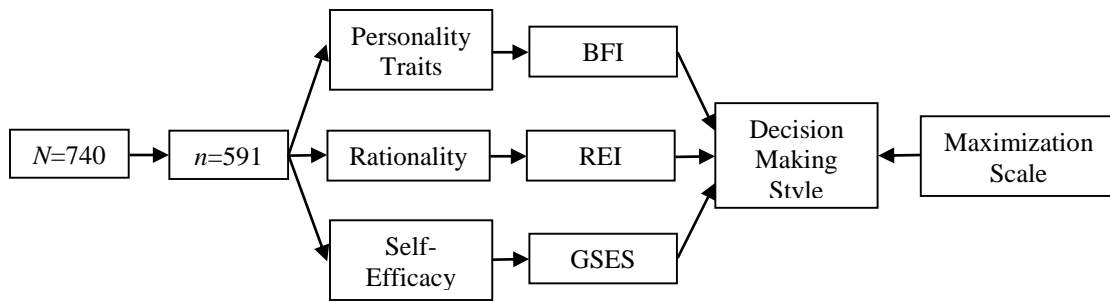 Personality
Traits
BFI
N=740
n=591
Rationality
REI
Decision
Making
Style
Maximization
Scale
Self-
Efficacy
GSES